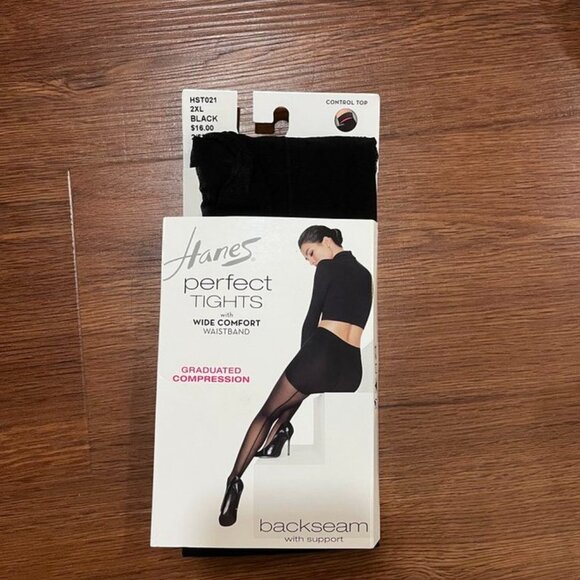 HST021
2XL
BLACK
$16.00
CONTROL TOP
Hanes®
perfect
TIGHTS
with
WIDE COMFORT
WAISTBAND
GRADUATED
COMPRESSION
backseam
with support